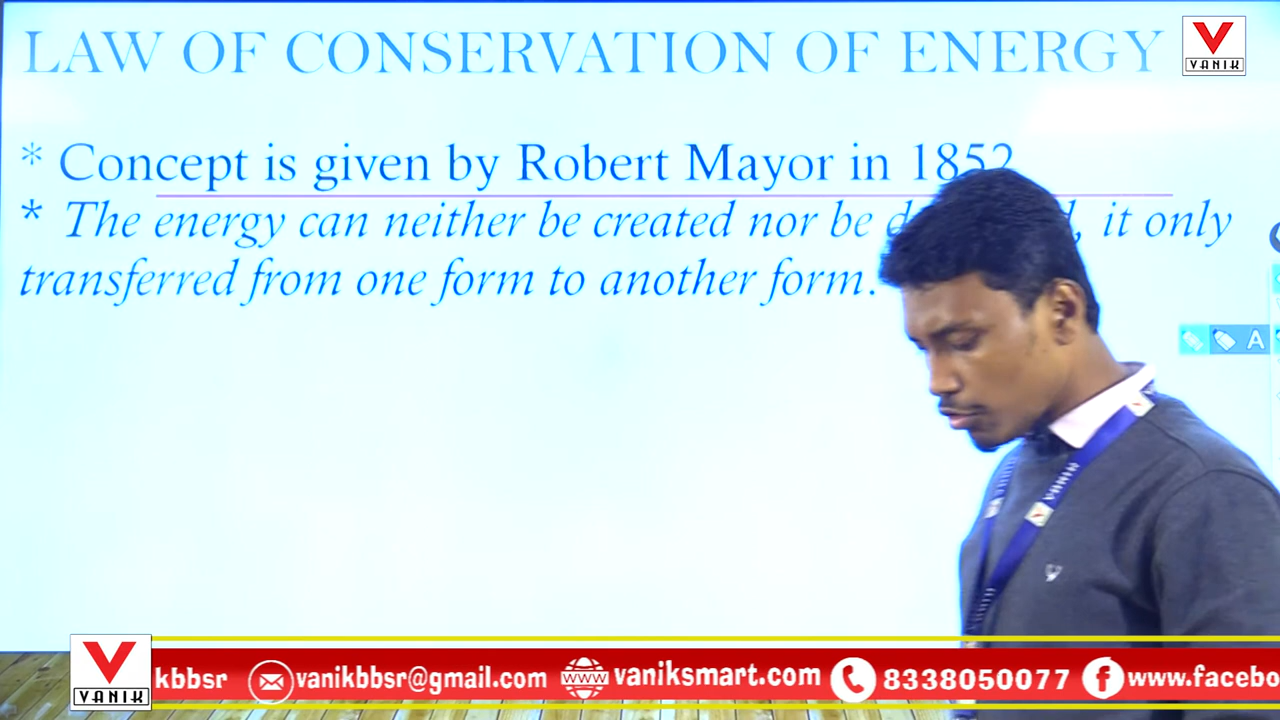 LAW OF CONSERVATION OF ENERGY
VANIK
* Concept is given by Robert Mayor in 1852
* The energy can neither be created nor be it only
transferred from one form to another form.
A
VANIK
VANIK
kbbsr vanikbbsr@gmail.com www vaniksmart.com 8338050077 f www.facebo